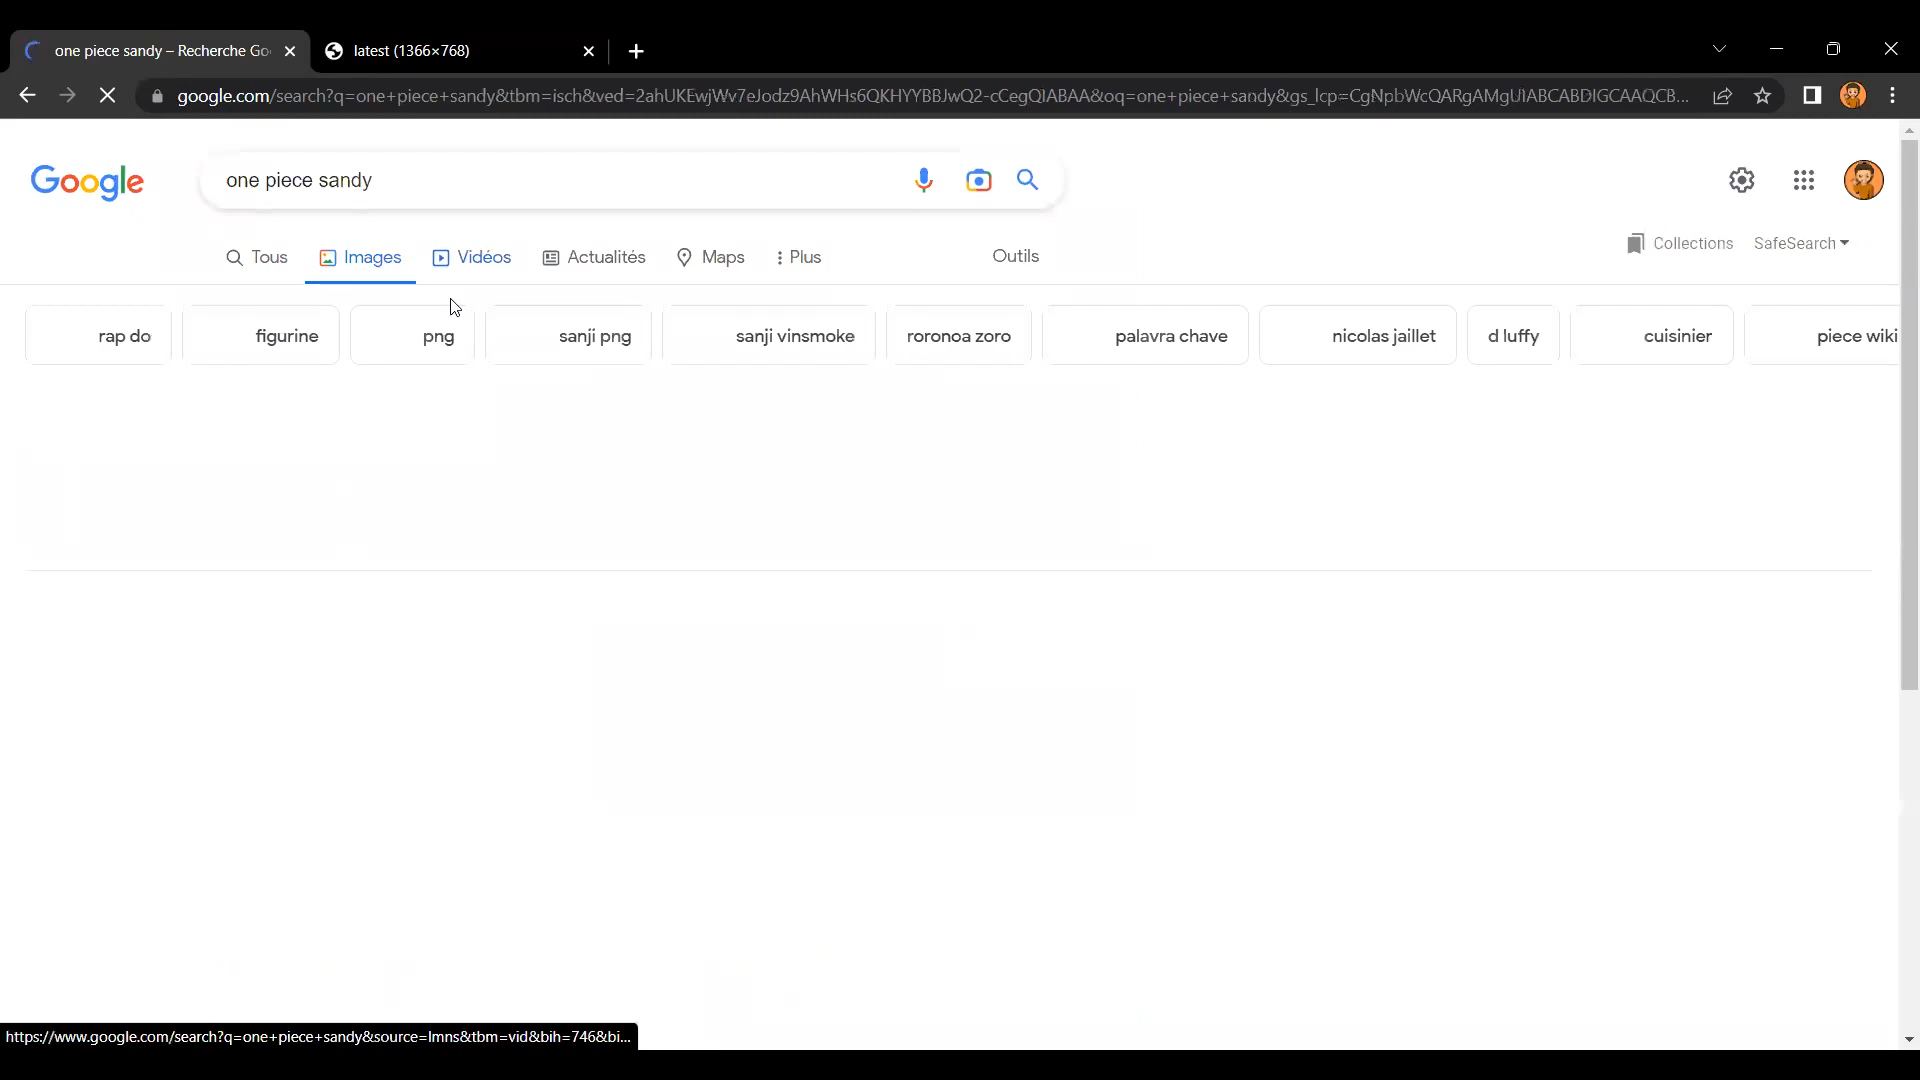 one piece sandy – Recherche Go
latest (1366×768)
google.com/search?q=one+piece+sandy&tbm=isch&ved=2ahUKEwjWv7eJodz9AhWHs6QKHYYBBJwQ2-cCegQIABAA&oq=one+piece+sandy&gs_lcp=CgNpbWcQARgAMgUIABCABDIGCAAQCB...
Google
one piece sandy
Tous
Images
Vidéos
Actualités
Maps
Plus
Outils
Collections
SafeSearch
rap do
figurine
png
sanji png
sanji vinsmoke
roronoa zoro
palavra chave
nicolas jaillet
d luffy
cuisinier
piece wiki
https://www.google.com/search?q=one+piece+sandy&source=lmns&tbm=vid&bih=746&bi...